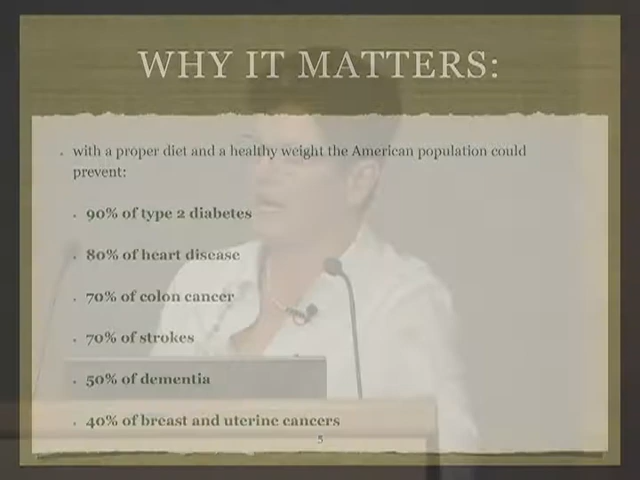 WHY IT MATTERS:
. with a proper diet and a healthy weight the American population could
prevent:
. 90% of type 2 diabetes
. 80% of heart disease
. 70% of colon cancer
. 70% of strokes
. 50% of dementia
. 40% of breast and uterine cancers
5